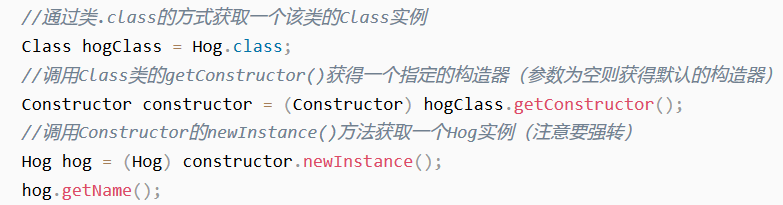 //通过类.class的方式获取一个该类的Class实例
Class hogClass = Hog.class;
//调用Class类的getConstructor()获得一个指定的构造器（参数为空则获得默认的构造器）
Constructor constructor = (Constructor) hogClass.getConstructor();
//调用Constructor的newInstance()方法获取一个Hog实例（注意要强转）
Hog hog = (Hog) constructor.newInstance();
hog.getName();